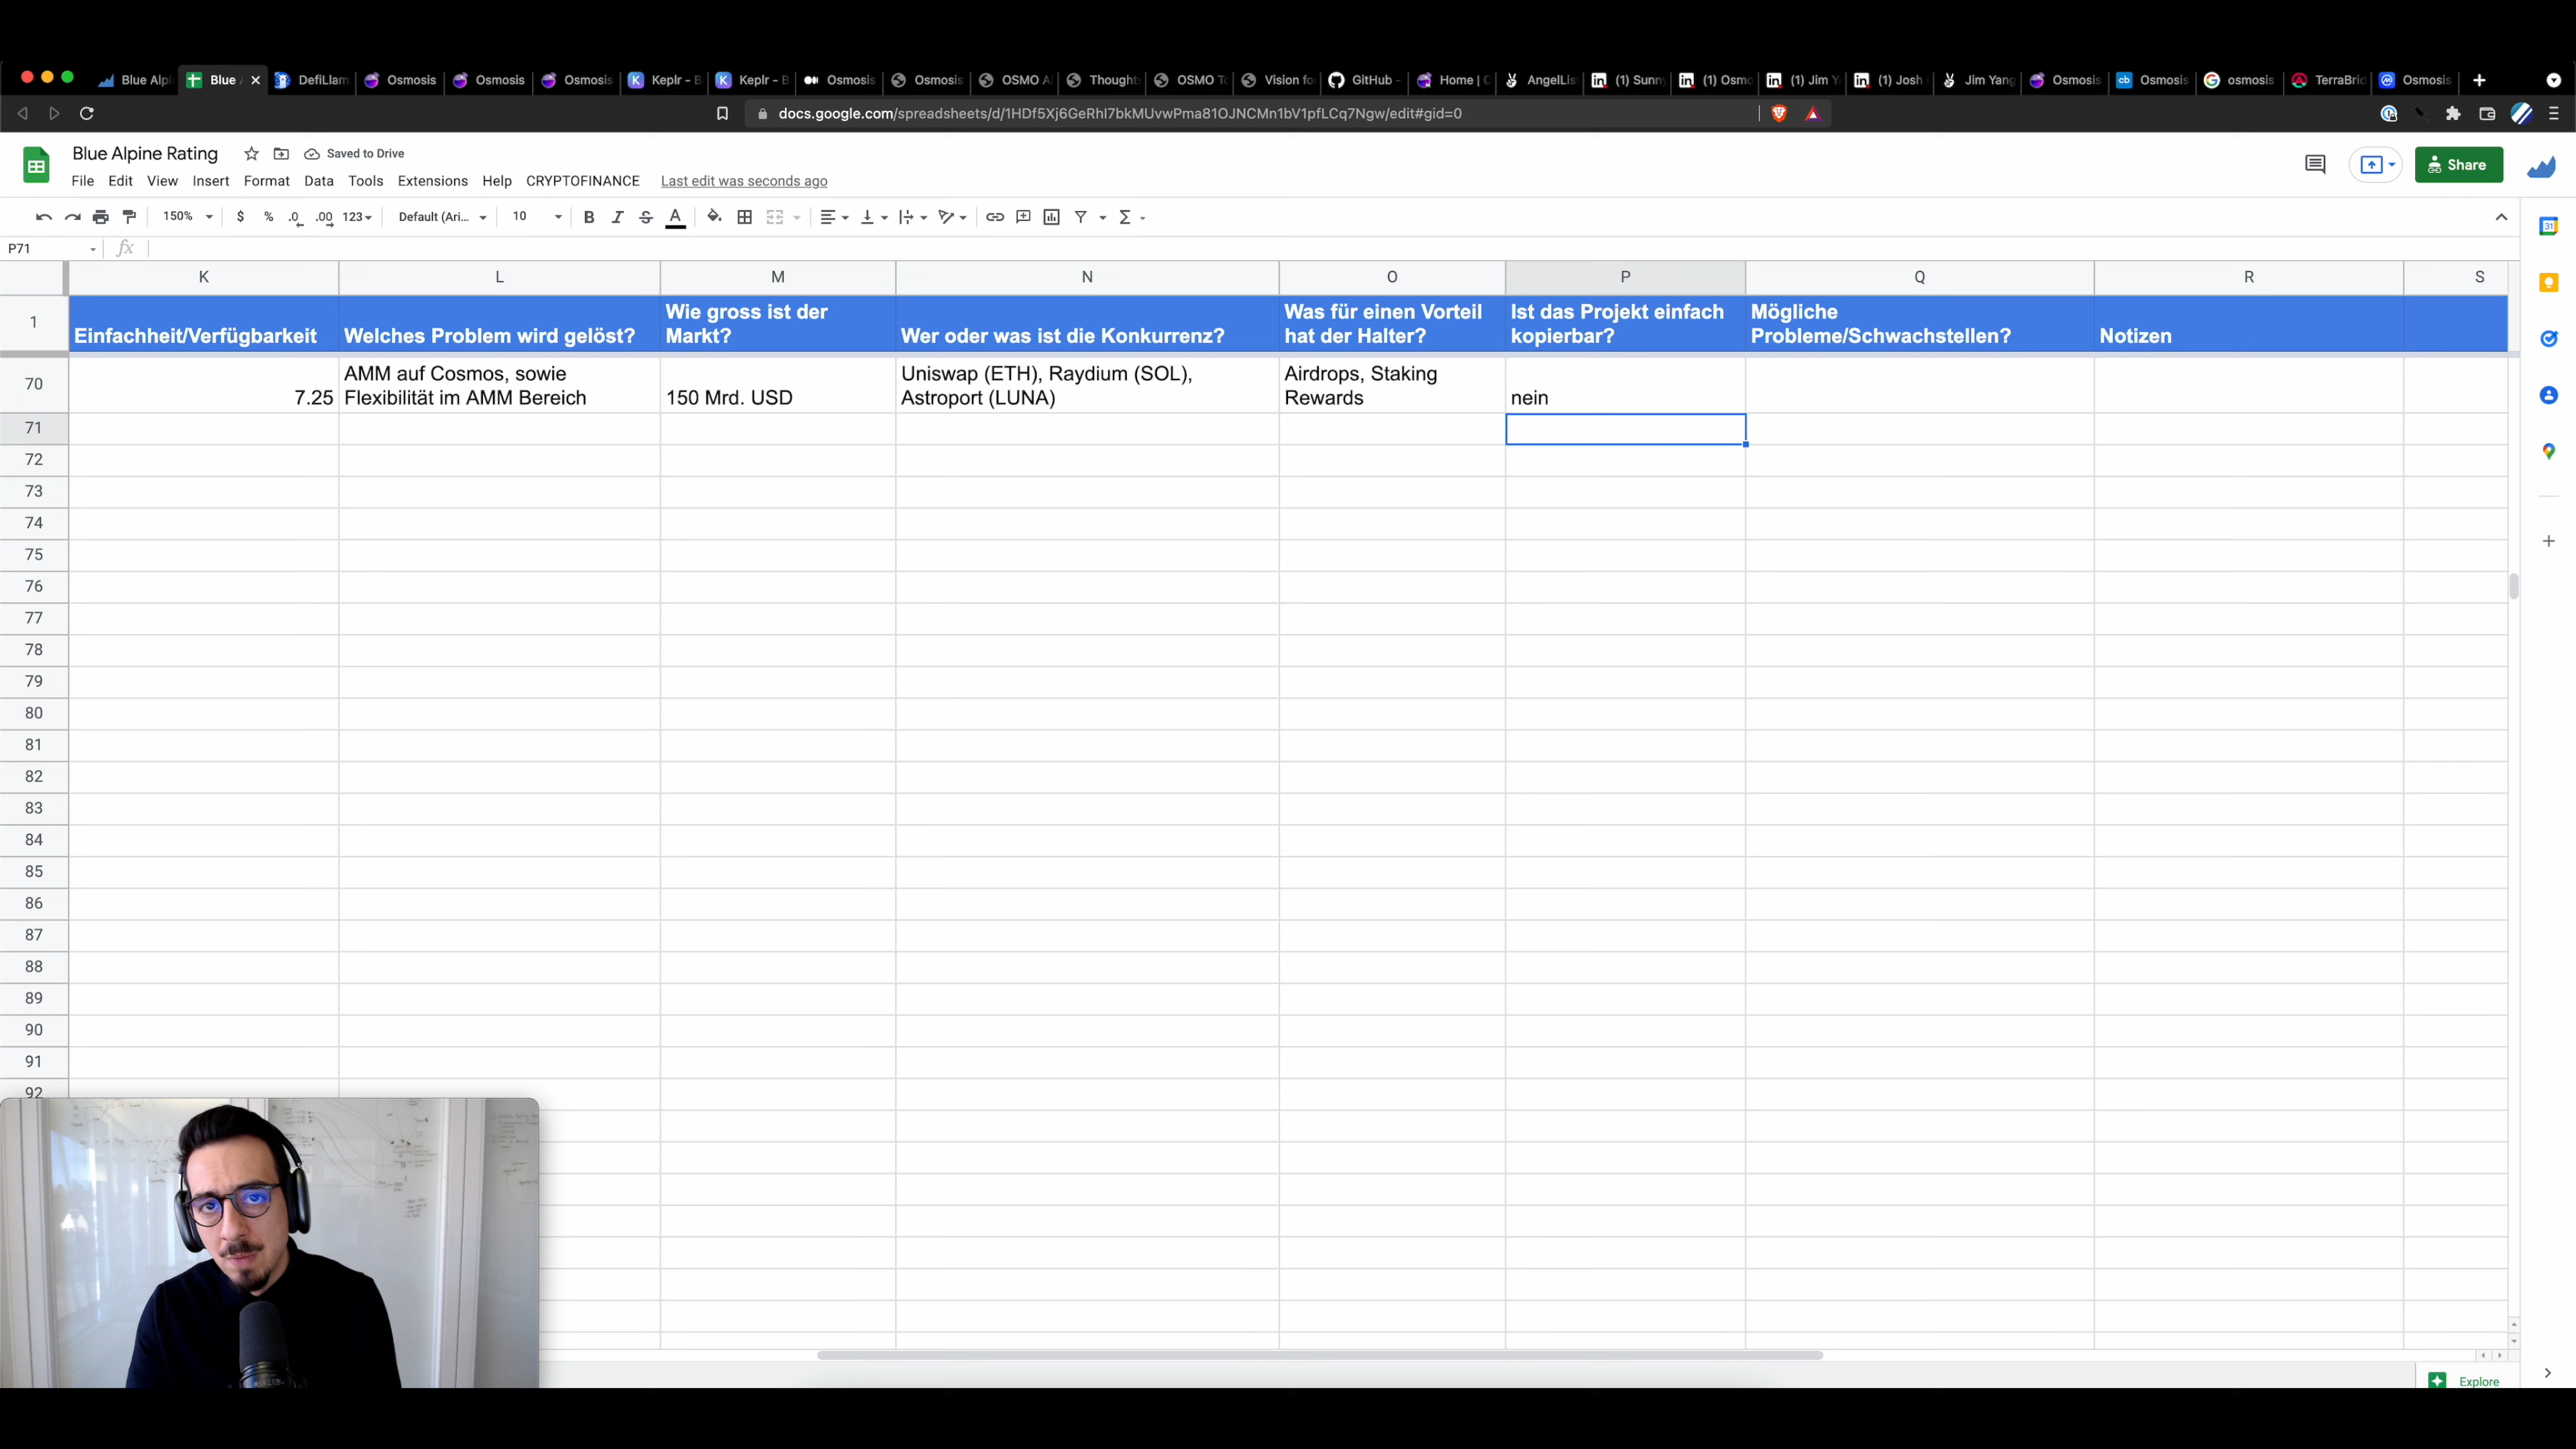 Blue Alpi
Blue
DefiLlam
Osmosis
Osmosis
Osmosis
Keplr - B
Keplr - B
Osmosis
Osmosis
OSMO A
Thought
OSMO T
Vision fo
GitHub -
Home | C
AngelLis
(1) Sunn
(1) Osmo
(1) Jim Y
(1) Josh
Jim Yang
Osmosis
Osmosis
osmosis
TerraBrid
Osmosis
docs.google.com/spreadsheets/d/1HDf5Xj6GeRhI7bkMUvwPma81OJNCMn1bV1pfLCq7Ngw/edit#gid=0
Blue Alpine Rating
Saved to Drive
File Edit View Insert Format Data Tools Extensions Help CRYPTOFINANCE Last edit was seconds ago
Share
150% $ % .0 .00 123 Default (Ari... 10 B I S A Σ
P71 fx
K L M N O P Q R S
1
Einfachheit/Verfügbarkeit
Welches Problem wird gelöst?
Wie gross ist der
Markt?
Wer oder was ist die Konkurrenz?
Was für einen Vorteil
hat der Halter?
Ist das Projekt einfach
kopierbar?
Mögliche
Probleme/Schwachstellen?
Notizen
70
7.25
AMM auf Cosmos, sowie
Flexibilität im AMM Bereich
150 Mrd. USD
Uniswap (ETH), Raydium (SOL),
Astroport (LUNA)
Airdrops, Staking
Rewards
nein
71
72
73
74
75
76
77
78
79
80
81
82
83
84
85
86
87
88
89
90
91
92
31
Explore